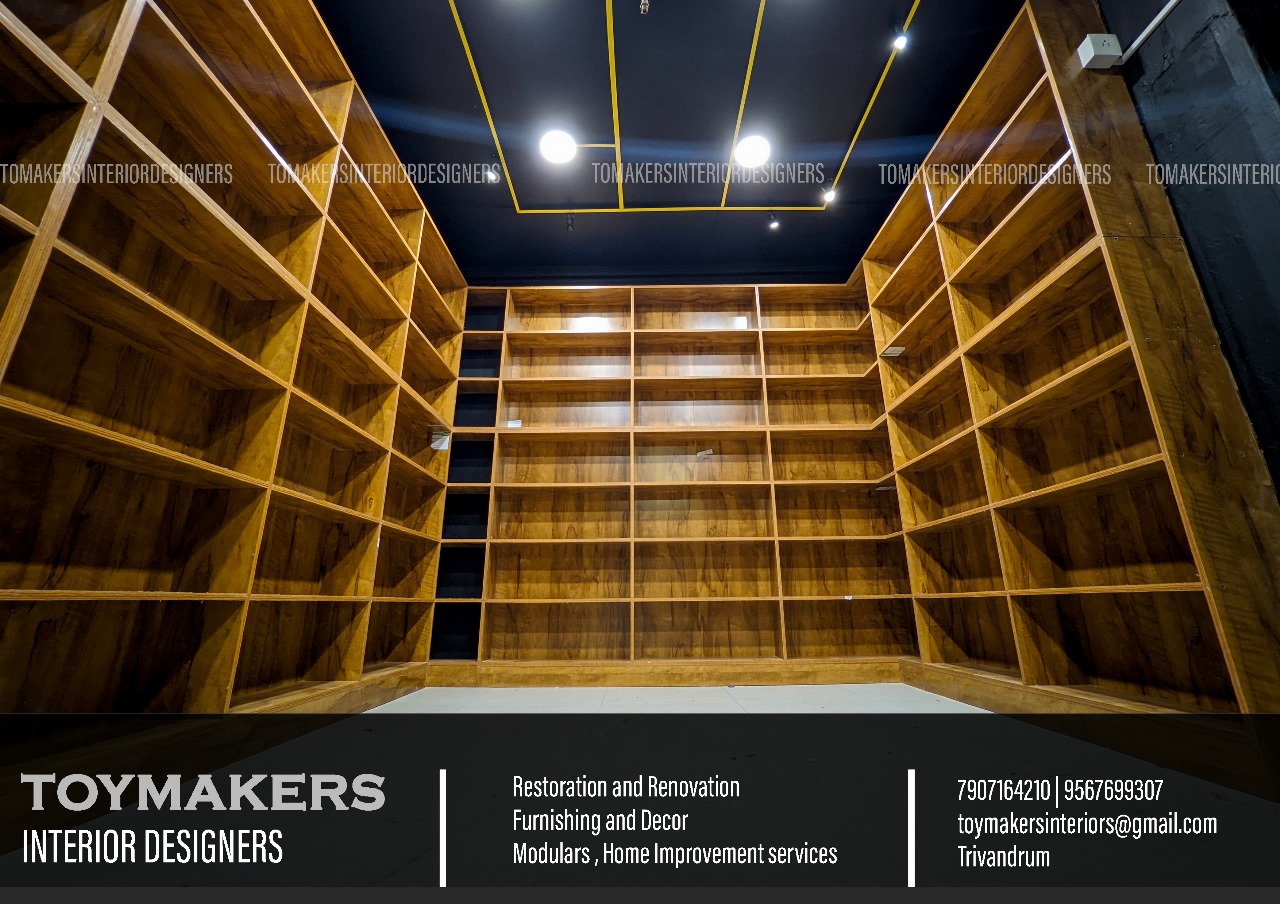 TOMAKERSINTERIORDESIGNERS TOMAKERSINTERIORDESIGNERS TOMAKERSINTERIORDESIGNERS TOMAKERSINTERIORDESIGNERS TOMAKERSINTERIO
TOYMAKERS
INTERIOR DESIGNERS
Restoration and Renovation
Furnishing and Decor
Modulars , Home Improvement services
7907164210 | 9567699307
toymakersinteriors@gmail.com
Trivandrum